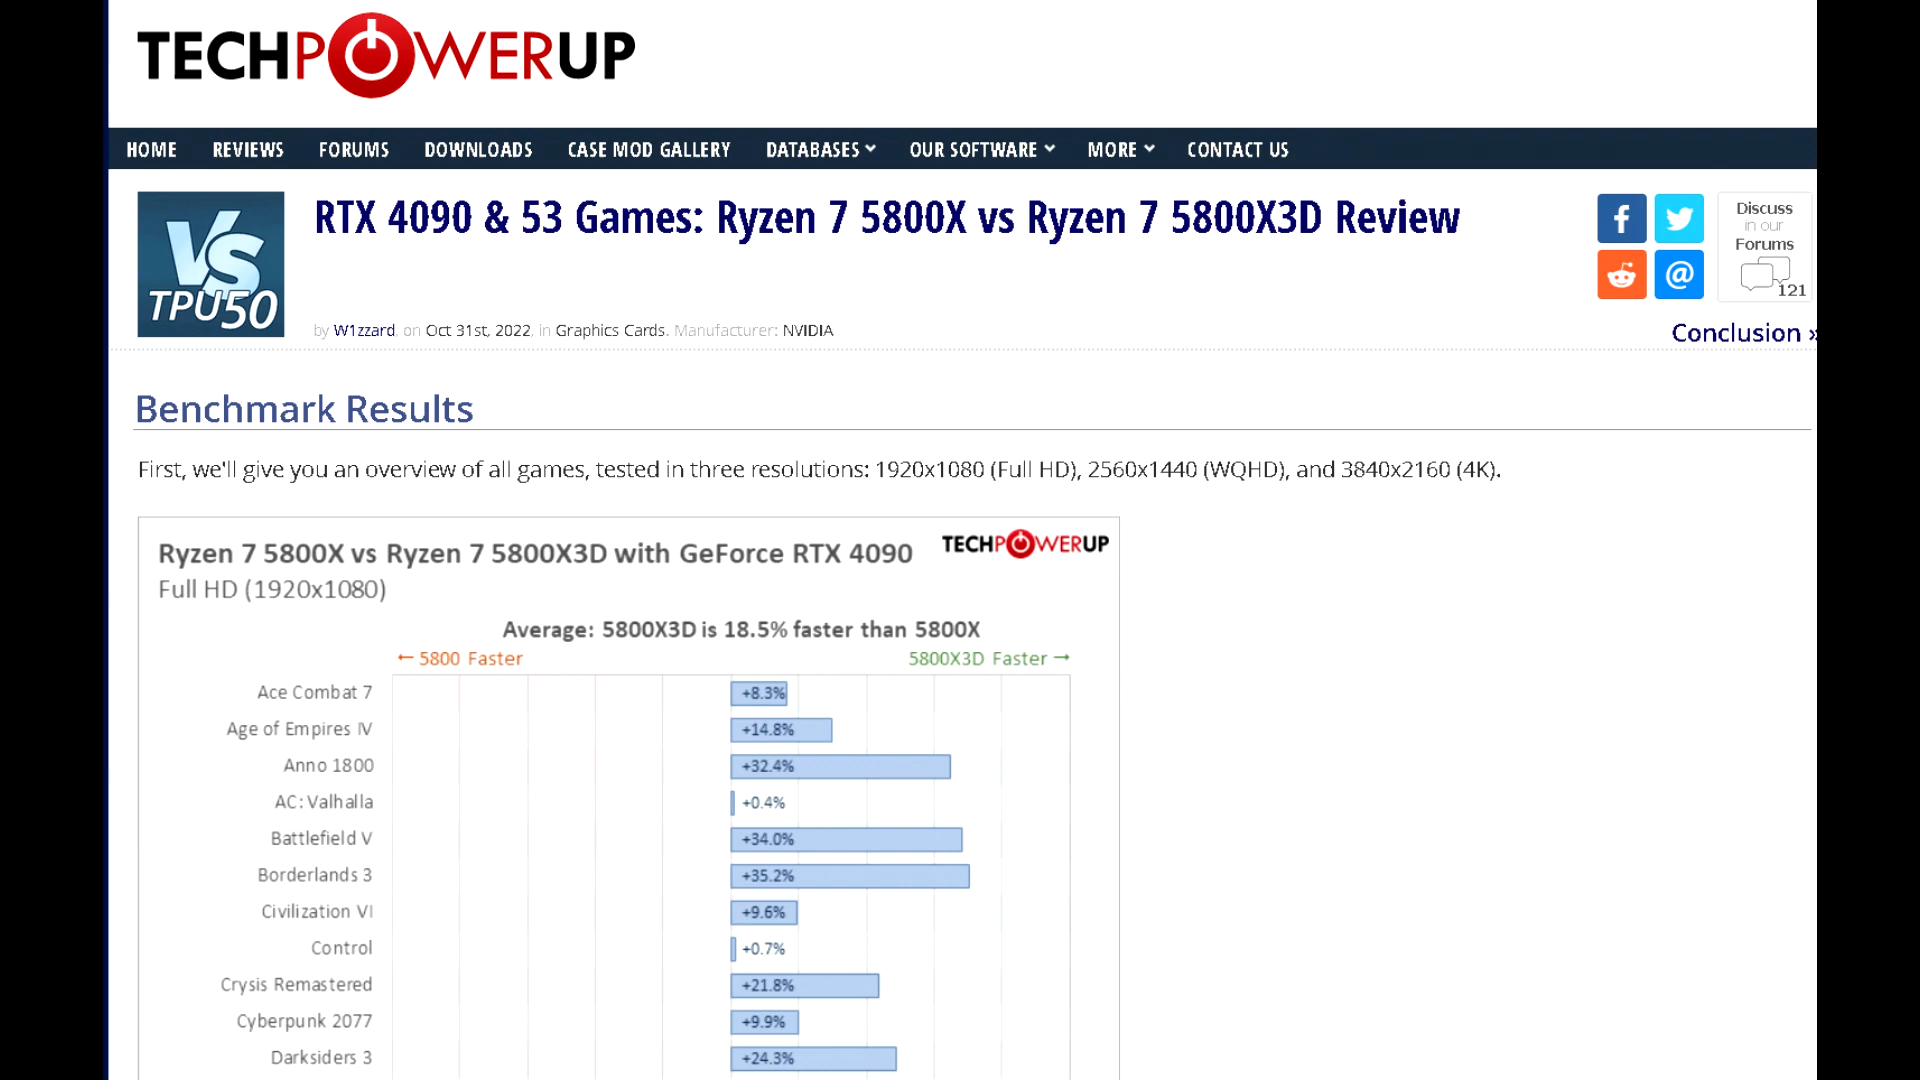 TECHPOWERUP
HOME REVIEWS FORUMS DOWNLOADS CASE MOD GALLERY DATABASES OUR SOFTWARE MORE CONTACT US
VS
TPU50
RTX 4090 & 53 Games: Ryzen 7 5800X vs Ryzen 7 5800X3D Review
by W1zzard, on Oct 31st, 2022, in Graphics Cards. Manufacturer: NVIDIA
f
@
Discuss
in our
Forums
121
Conclusion »
Benchmark Results
First, we'll give you an overview of all games, tested in three resolutions: 1920x1080 (Full HD), 2560x1440 (WQHD), and 3840x2160 (4K).
Ryzen 7 5800X vs Ryzen 7 5800X3D with GeForce RTX 4090
TECHPOWERUP
Full HD (1920x1080)
Average: 5800X3D is 18.5% faster than 5800X
← 5800 Faster 5800X3D Faster →
Ace Combat 7 +8.3%
Age of Empires IV +14.8%
Anno 1800 +32.4%
AC: Valhalla +0.4%
Battlefield V +34.0%
Borderlands 3 +35.2%
Civilization VI +9.6%
Control +0.7%
Crysis Remastered +21.8%
Cyberpunk 2077 +9.9%
Darksiders 3 +24.3%